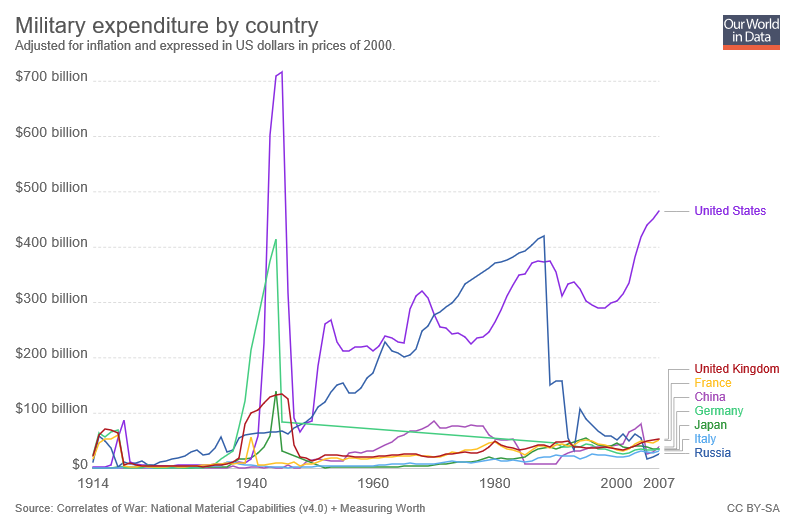 Military expenditure by country
Adjusted for inflation and expressed in US dollars in prices of 2000.
Our World
in Data
$700 billion
$600 billion
$500 billion
$400 billion
$300 billion
$200 billion
$100 billion
$0
1914
1940
1960
1980
2000
2007
United States
United Kingdom
France
China
Germany
Japan
Italy
Russia
Source: Correlates of War: National Material Capabilities (v4.0) + Measuring Worth
CC BY-SA